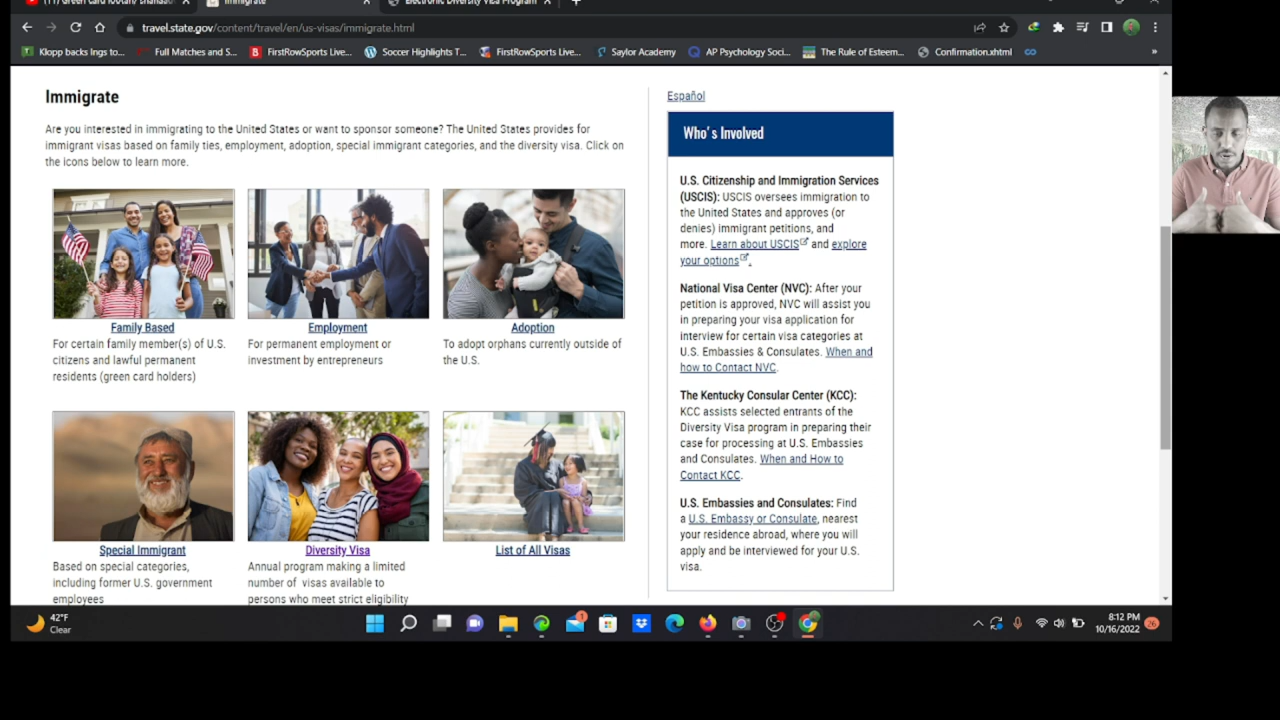 Immigrate
Electronic Diversity Visa Program
travel.state.gov/content/travel/en/us-visas/immigrate.html
Klopp backs lngs to...
Full Matches and S...
FirstRowSports Live...
Soccer Highlights T...
FirstRowSports Live...
Saylor Academy
AP Psychology Soci...
The Rule of Esteem...
Confirmation.xhtml
»
Immigrate
Are you interested in immigrating to the United States or want to sponsor someone? The United States provides for
immigrant visas based on family ties, employment, adoption, special immigrant categories, and the diversity visa. Click on
the icons below to learn more.
Family Based
For certain family member(s) of U.S.
citizens and lawful permanent
residents (green card holders)
Employment
For permanent employment or
investment by entrepreneurs
Adoption
To adopt orphans currently outside of
the U.S.
Special Immigrant
Based on special categories,
including former U.S. government
employees
Diversity Visa
Annual program making a limited
number of visas available to
persons who meet strict eligibility
List of All Visas
Español
Who's Involved
U.S. Citizenship and Immigration Services
(USCIS): USCIS oversees immigration to
the United States and approves (or
denies) immigrant petitions, and
more. Learn about USCIS and explore
your options.
National Visa Center (NVC): After your
petition is approved, NVC will assist you
in preparing your visa application for
interview for certain visa categories at
U.S. Embassies & Consulates. When and
how to Contact NVC.
The Kentucky Consular Center (KCC):
KCC assists selected entrants of the
Diversity Visa program in preparing their
case for processing at U.S. Embassies
and Consulates. When and How to
Contact KCC.
U.S. Embassies and Consulates: Find
a U.S. Embassy or Consulate, nearest
your residence abroad, where you will
apply and be interviewed for your U.S.
visa.
42°F
Clear
8:12 PM
10/16/2022
26